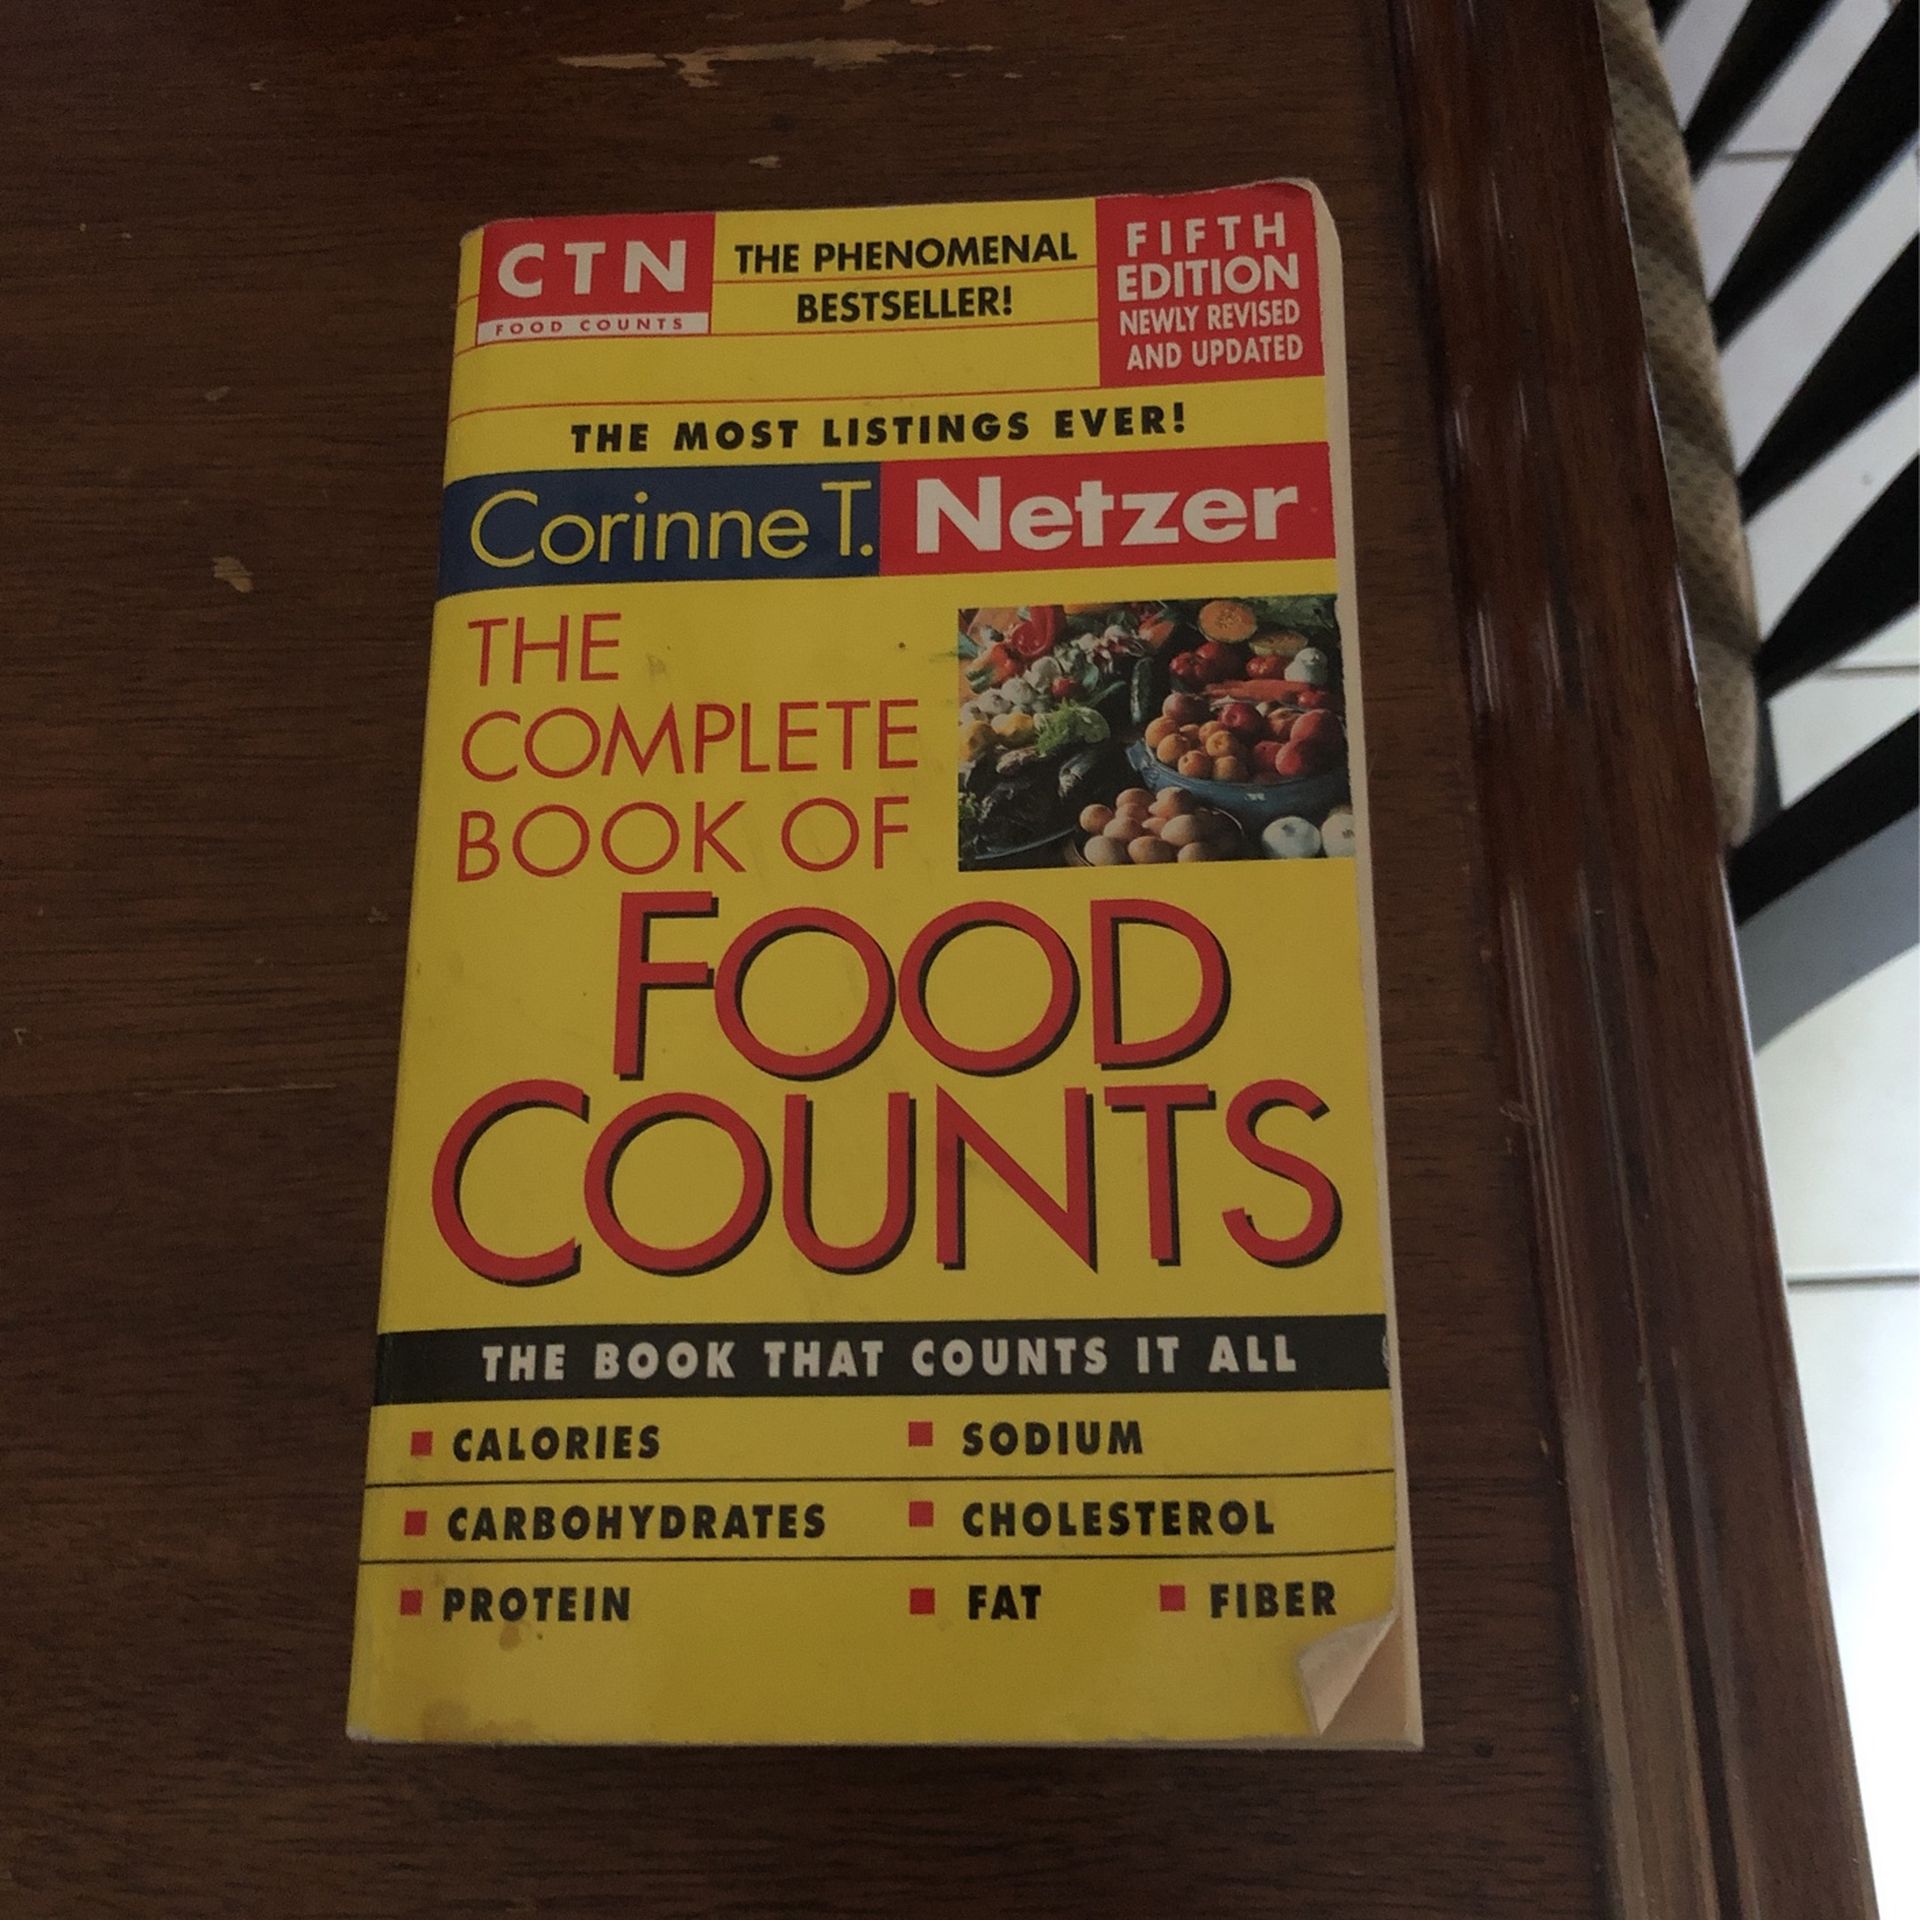 CTN
FOOD COUNTS
THE PHENOMENAL
BESTSELLER!
FIFTH
EDITION
NEWLY REVISED
AND UPDATED
THE MOST LISTINGS EVER!
Corinne T. Netzer
THE
COMPLETE
BOOK OF
FOOD
COUNTS
THE BOOK THAT COUNTS IT ALL
CALORIES
SODIUM
CARBOHYDRATES
CHOLESTEROL
PROTEIN
FAT
FIBER